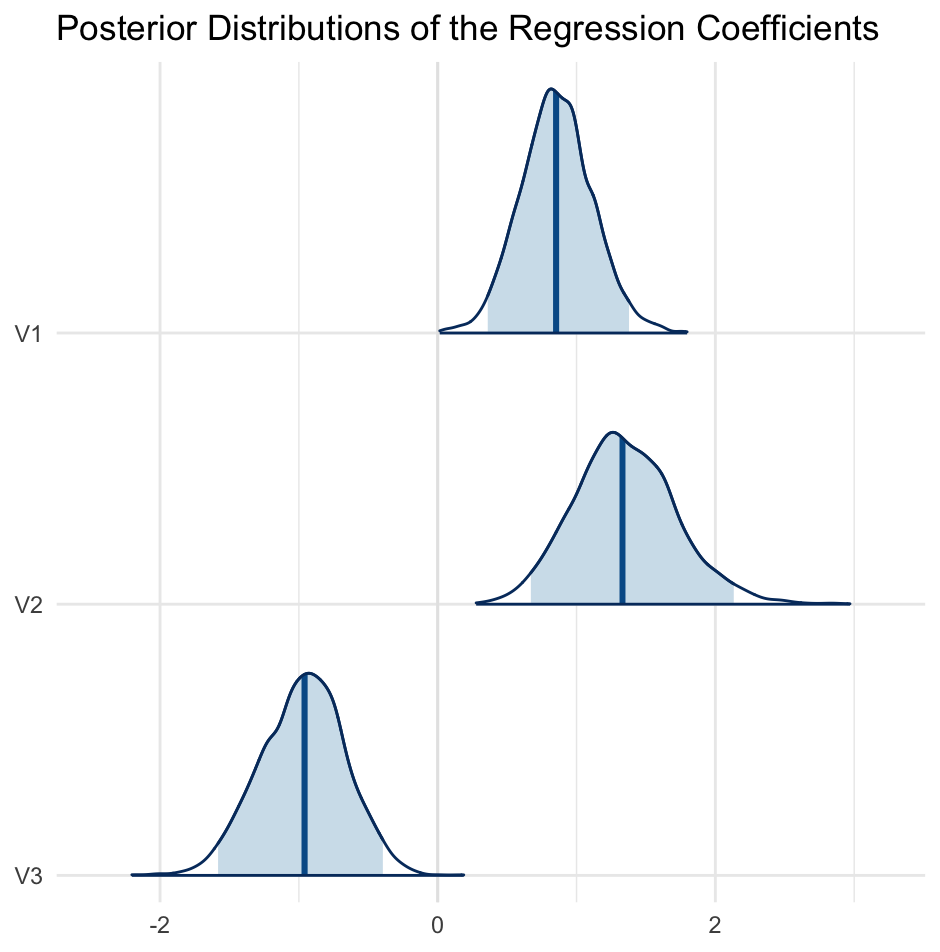 Posterior Distributions of the Regression Coefficients
V1
V2
V3
-2 0 2